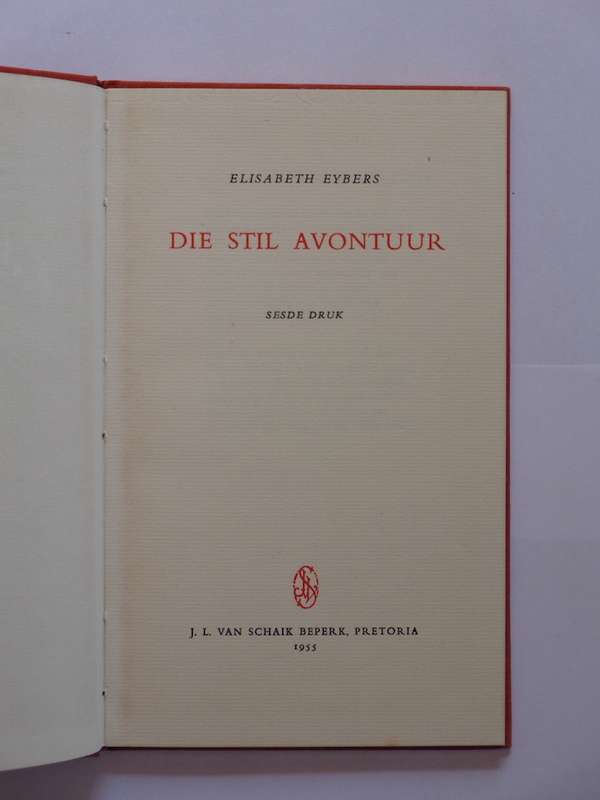 ELISABETH EYBERS
DIE STIL AVONTUUR
SESDE DRUK
J. L. VAN SCHAIK BEPERK, PRETORIA
1955